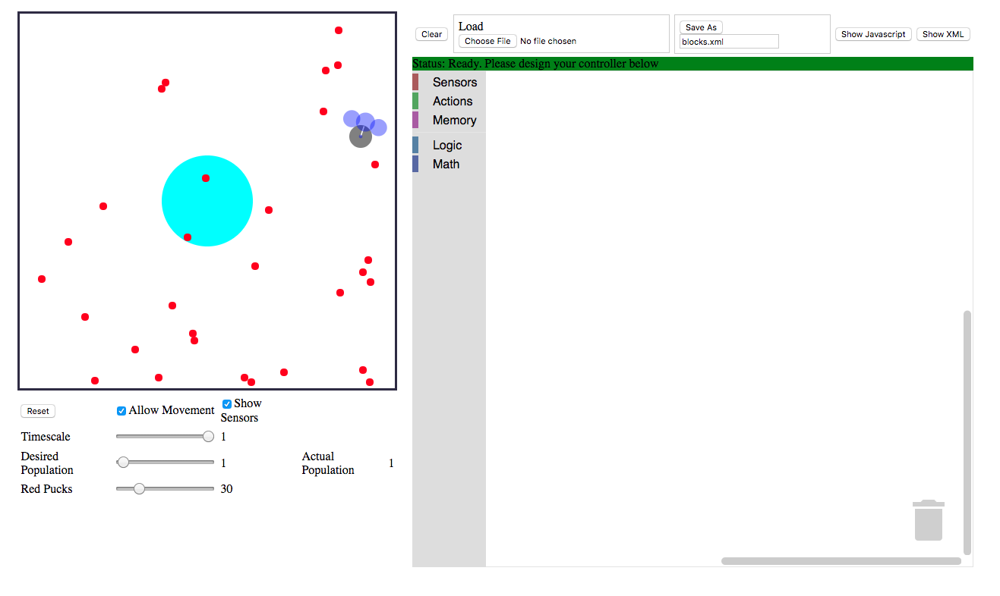 Clear
Load
Choose File No file chosen
Save As
blocks.xml
Show Javascript
Show XML
Status: Ready. Please design your controller below
Sensors
Actions
Memory
Logic
Math
Reset
Allow Movement
Show
Sensors
Timescale
1
Desired
Population
1
Actual
Population
1
Red Pucks
30